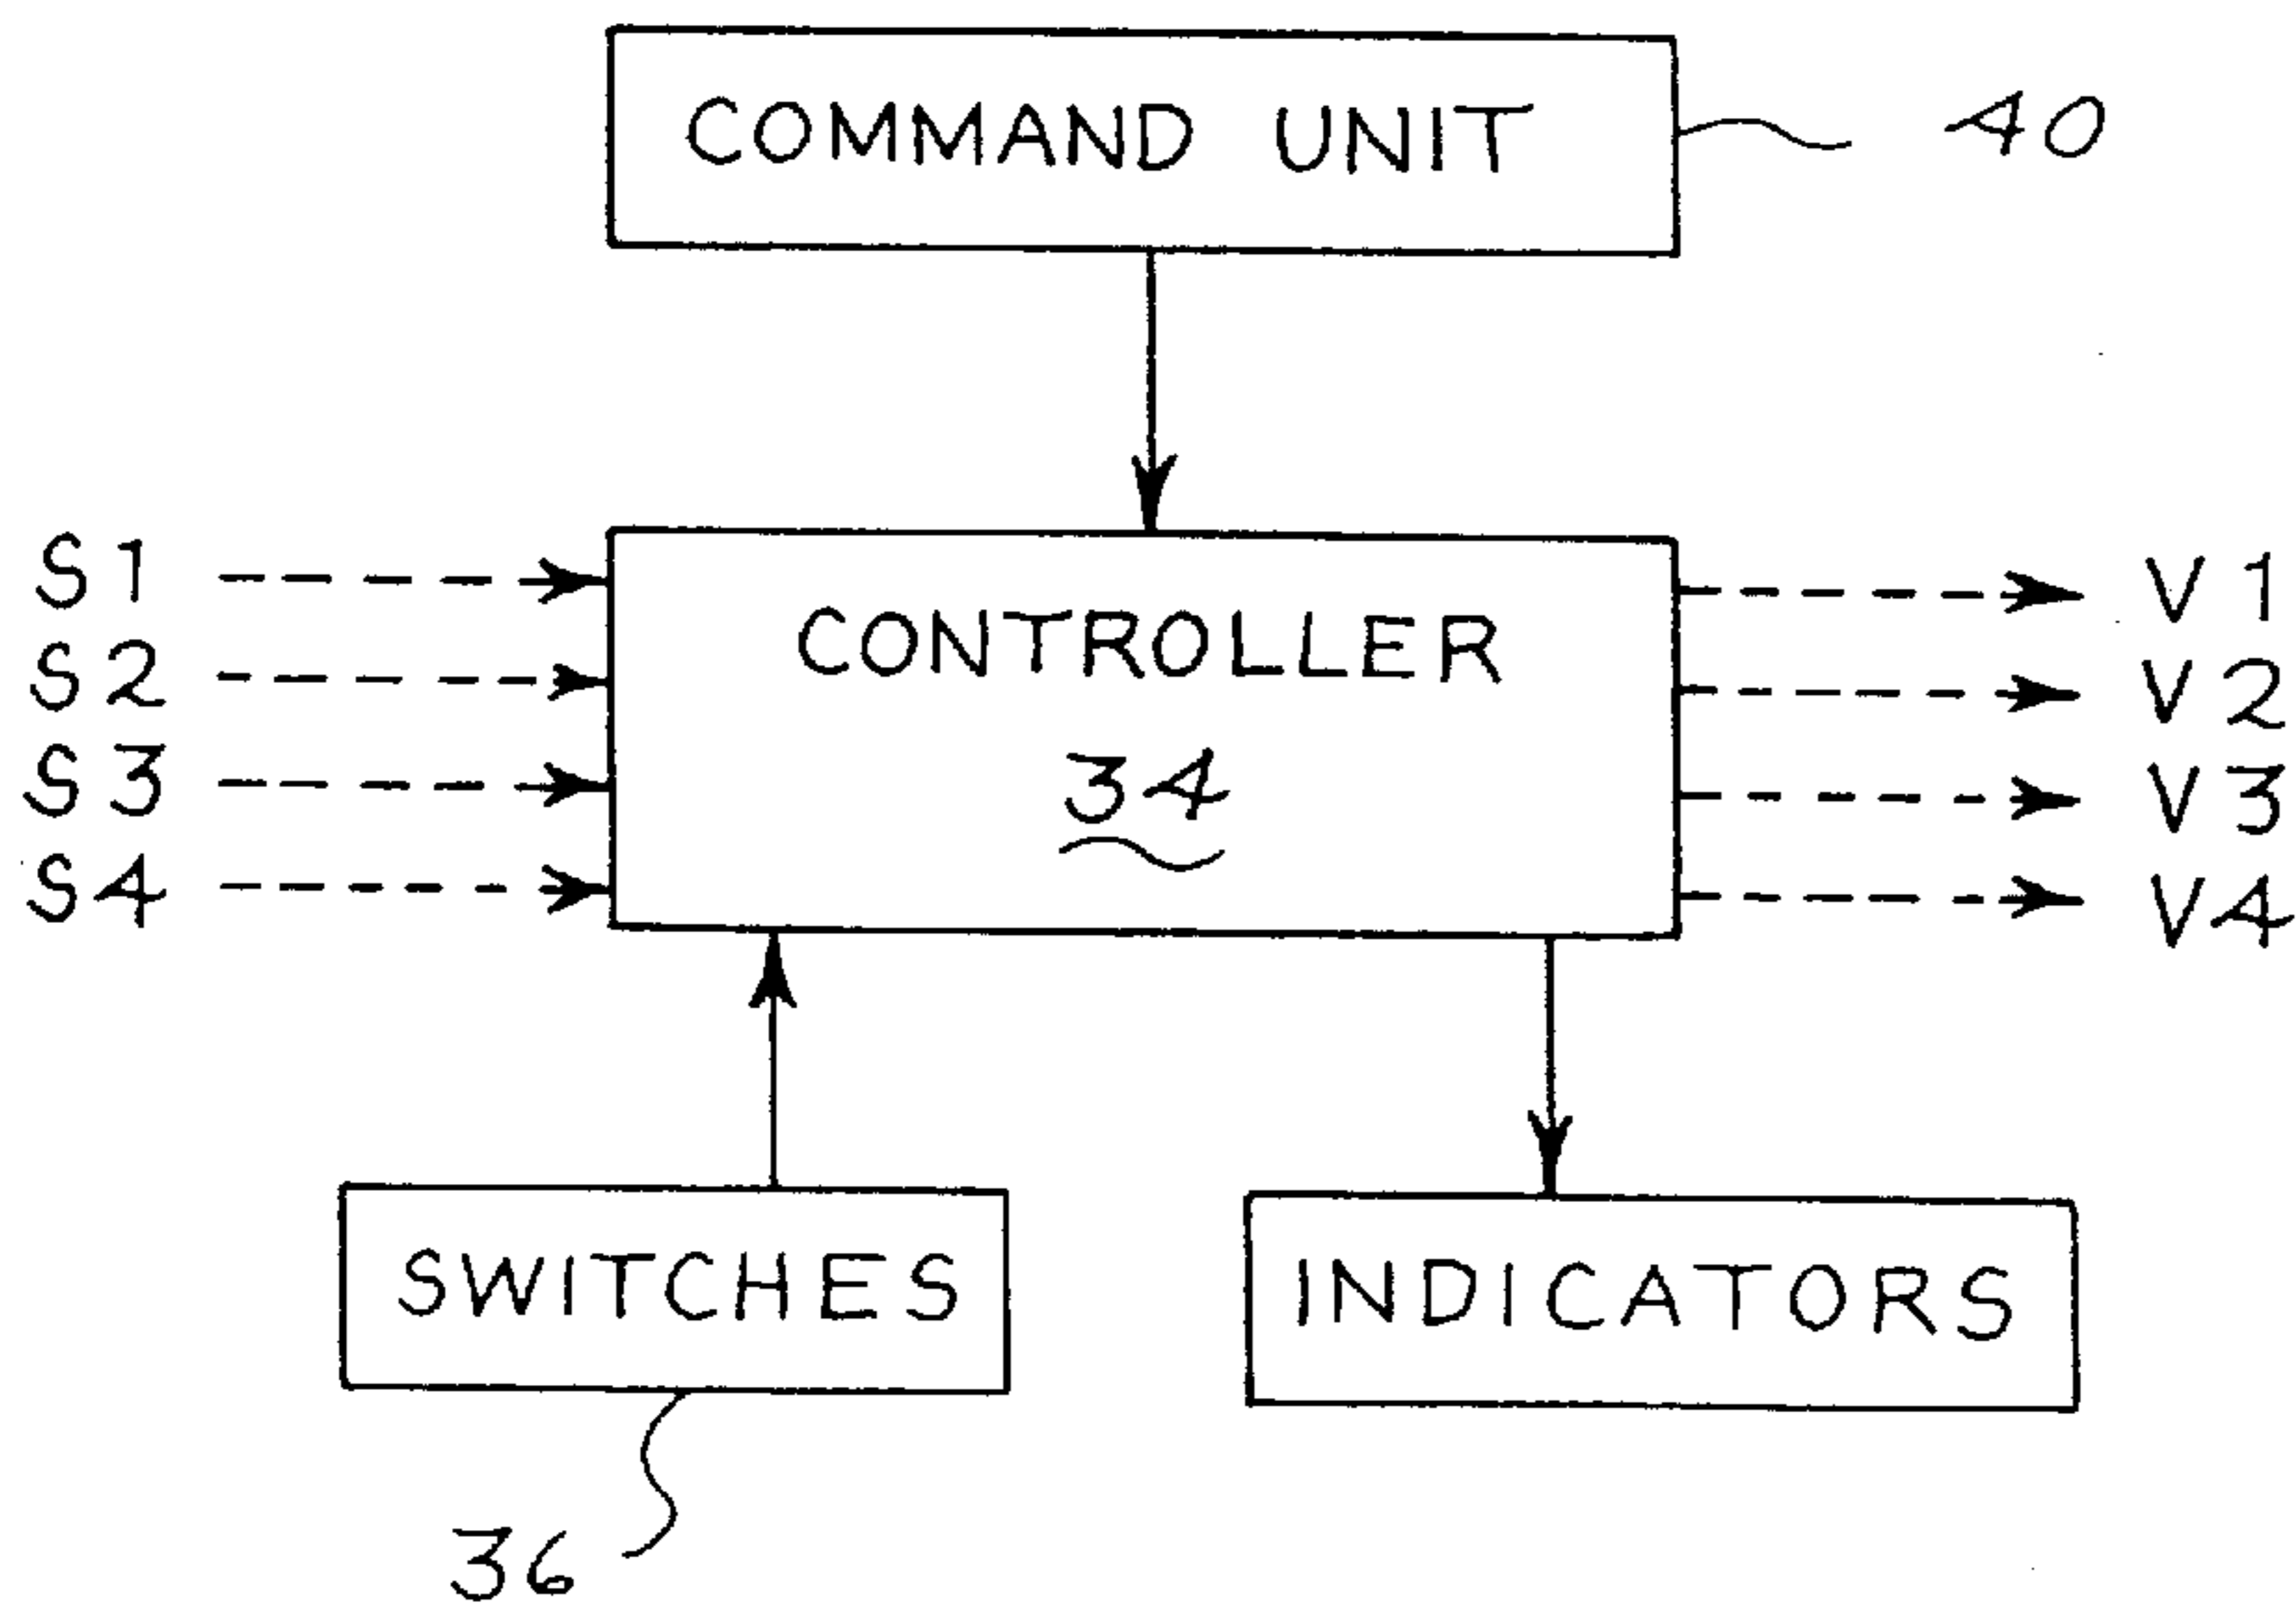 COMMAND UNIT
40
S1
S2
S3
S4
CONTROLLER
34
V1
V2
V3
V4
SWITCHES
INDICATORS
36